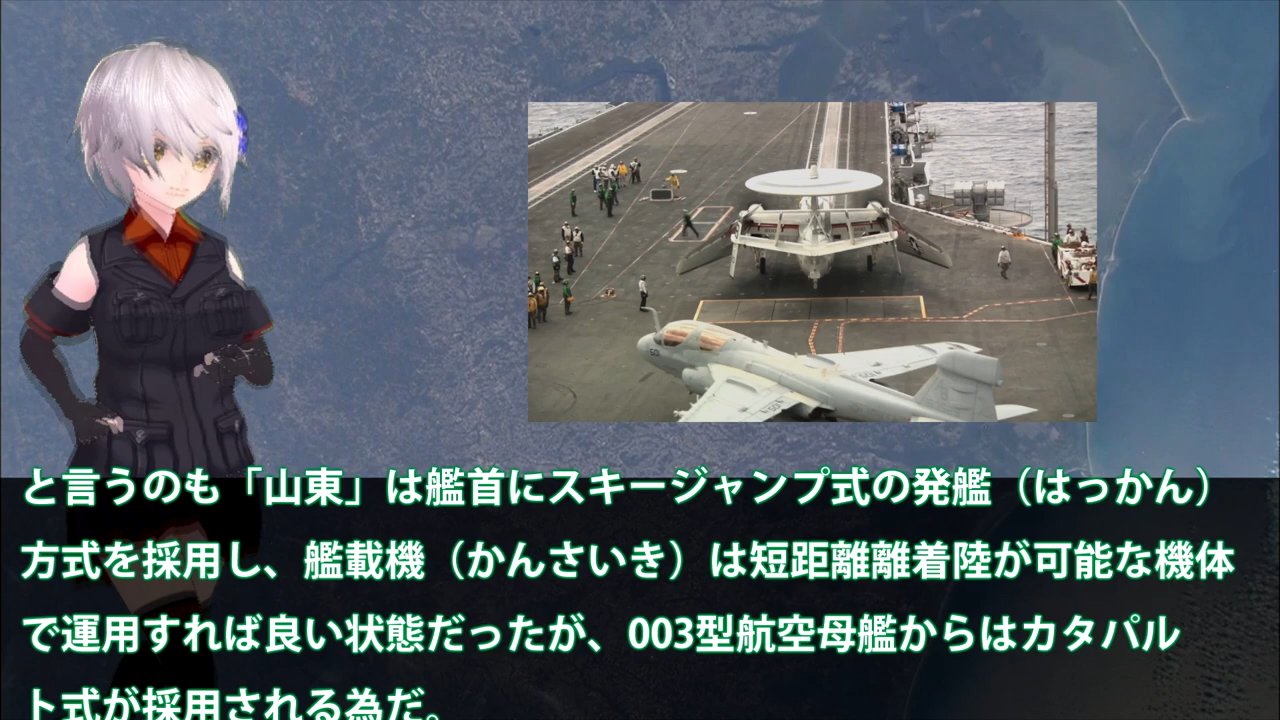 と言うのも「山東」は艦首にスキージャンプ式の発艦（はっかん）
方式を採用し、艦載機（かんさいき）は短距離離着陸が可能な機体
で運用すれば良い状態だったが、003型航空母艦からはカタパル
ト式が採用される為だ。